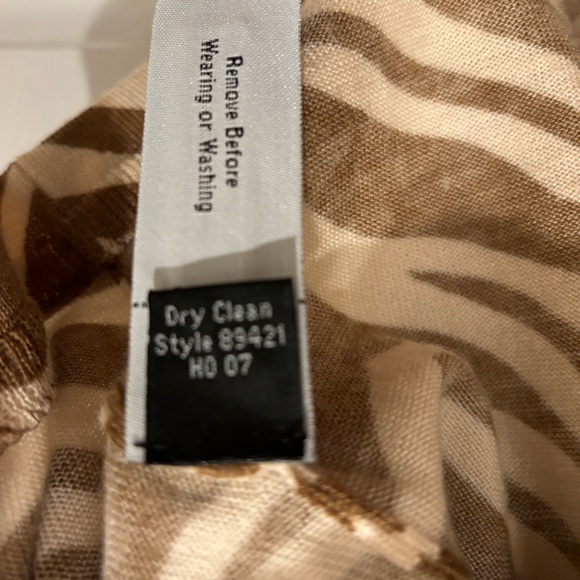 Remove Before
Wearing or Washing
Dry Clean
Style 89421
HO 07